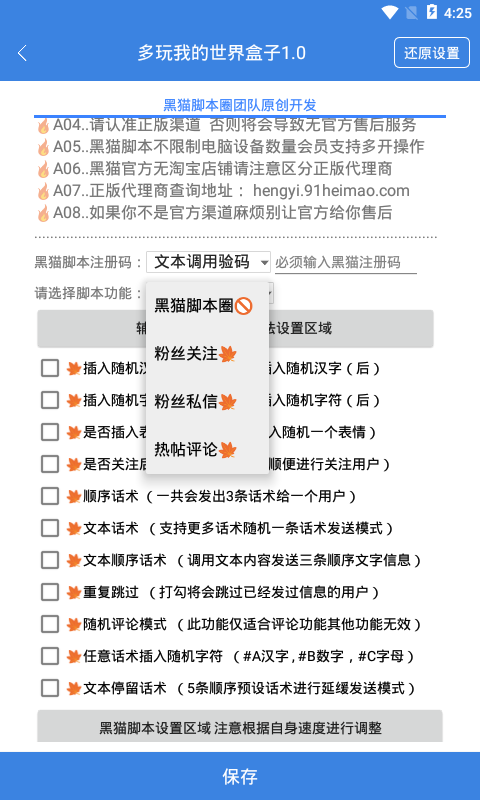 4:25
多玩我的世界盒子1.0
还原设置
黑猫脚本圈团队原创开发
A04..请认准正版渠道 否则将会导致无官方售后服务
A05..黑猫脚本不限制电脑设备数量会员支持多开操作
A06..黑猫官方无淘宝店铺请注意区分正版代理商
A07..正版代理商查询地址： hengyi.91heimao.com
A08..如果你不是官方渠道麻烦别让官方给你售后
黑猫脚本注册码： 文本调用验码 必须输入黑猫注册码
请选择脚本功能：
黑猫脚本圈🚫
粉丝关注🍁
粉丝私信🍁
热帖评论🍁
辅 法设置区域
🍁插入随机汉 插入随机汉字（后）
🍁插入随机字 插入随机字符（后）
🍁是否插入表 入随机一个表情）
🍁是否关注后 顺便进行关注用户）
🍁顺序话术（一共会发出3条话术给一个用户）
🍁文本话术 （支持更多话术随机一条话术发送模式）
🍁文本顺序话术 （调用文本内容发送三条顺序文字信息）
🍁重复跳过 （打勾将会跳过已经发过信息的用户）
🍁随机评论模式 （此功能仅适合评论功能其他功能无效）
🍁任意话术插入随机字符 （#A汉字,#B数字，#C字母）
🍁文本停留话术 （5条顺序预设话术进行延缓发送模式）
黑猫脚本设置区域 注意根据自身速度进行调整
保存